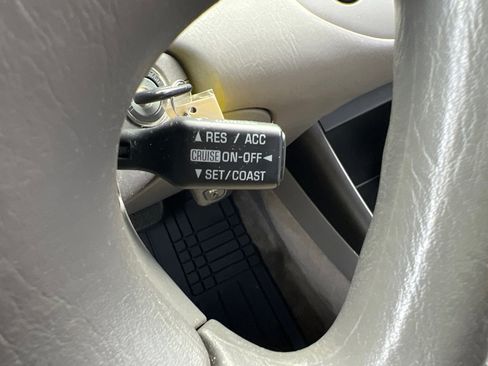 ▲ RES / ACC
CRUISE ON-OFF ◄
▼ SET/COAST